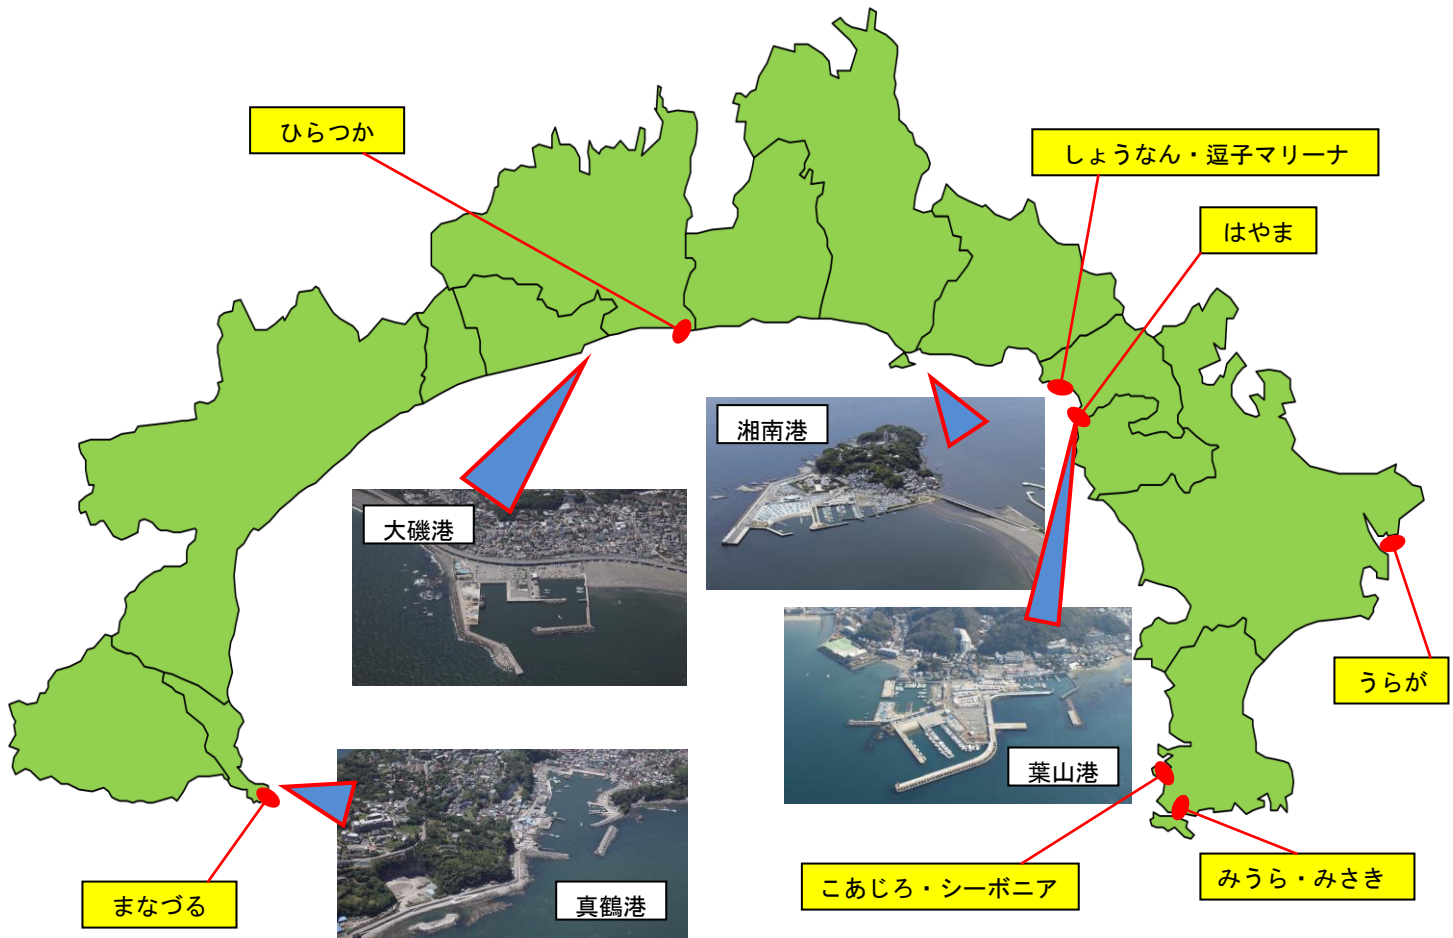 ひらつか
しょうなん・逗子マリーナ
はやま
湘南港
大磯港
うらが
葉山港
こあじろ・シーボニア
みうら・みさき
まなづる
真鶴港